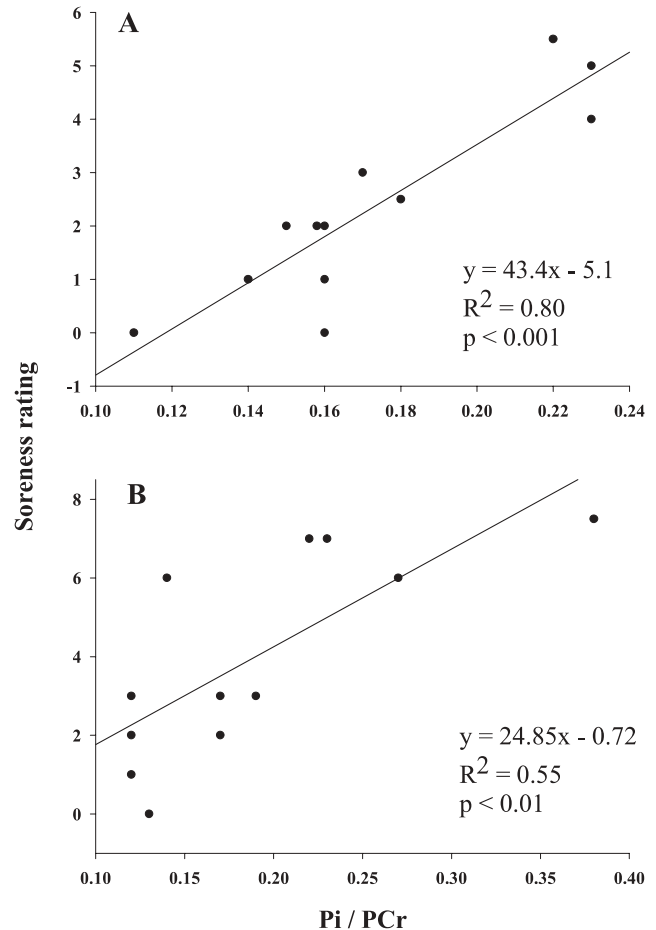 A
6
5
4
3
2
1
0
-1
0.10 0.12 0.14 0.16 0.18 0.20 0.22 0.24
y = 43.4x - 5.1
R2 = 0.80
p < 0.001
Soreness rating
B
8
6
4
2
0
0.10 0.15 0.20 0.25 0.30 0.35 0.40
y = 24.85x - 0.72
R2 = 0.55
p < 0.01
Pi / PCr